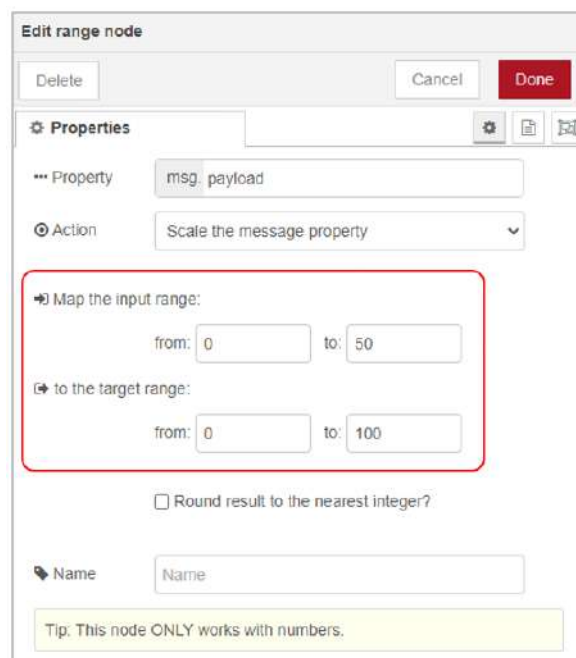 Edit range node
Delete Cancel Done
Properties
Property msg. payload
Action Scale the message property
Map the input range:
from: 0 to: 50
to the target range:
from: 0 to: 100
Round result to the nearest integer?
Name Name
Tip: This node ONLY works with numbers.